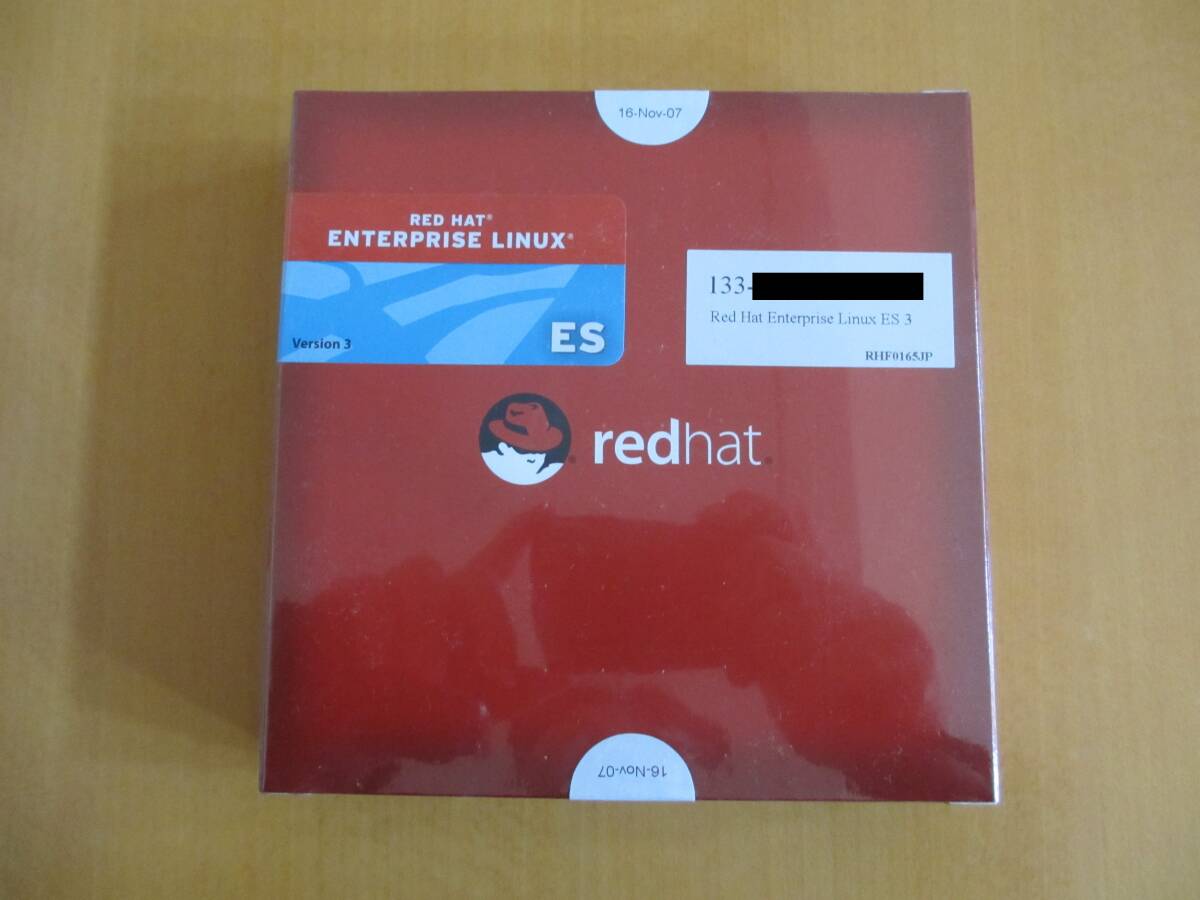 16-Nov-07
RED HAT®
ENTERPRISE LINUX®
Version 3
ES
133-
Red Hat Enterprise Linux ES 3
RHF0165JP
redhat.
16-Nov-07